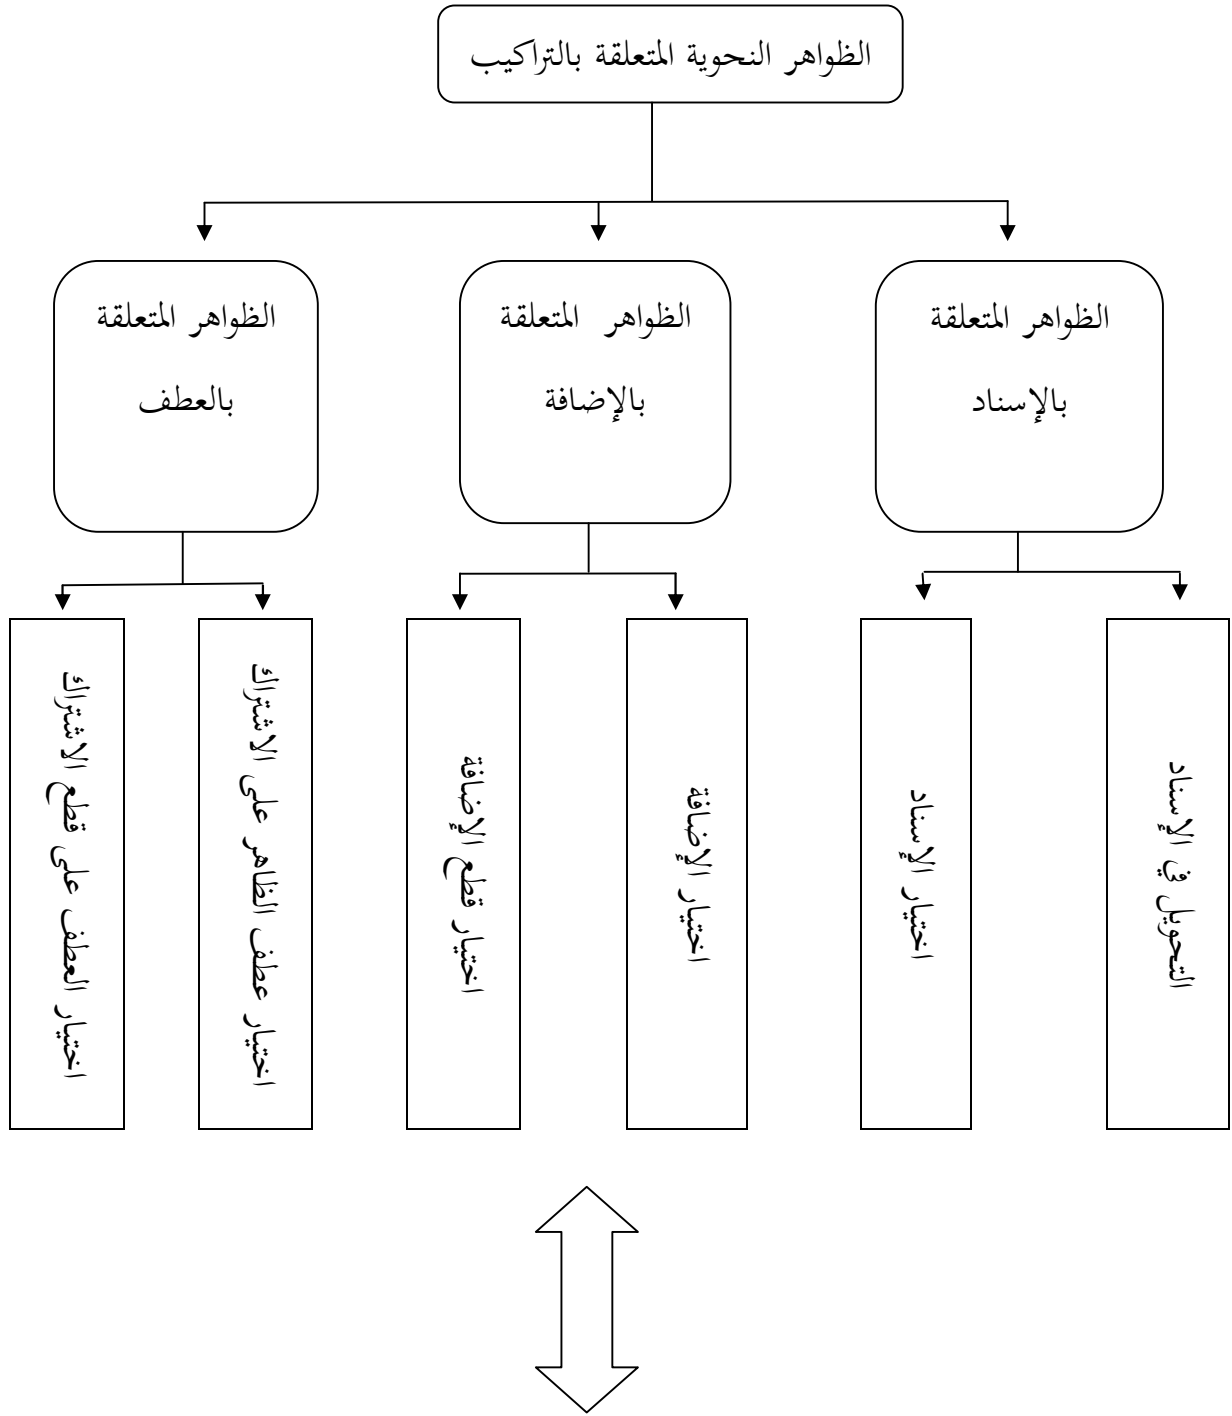 الظواهر النحوية المتعلقة بالتراكيب
الظواهر المتعلقة
بالإسناد
الظواهر المتعلقة
بالإضافة
الظواهر المتعلقة
بالعطف
التحويل في الإسناد
اختيار الإسناد
اختيار الإضافة
اختيار قطع الإضافة
اختيار عطف الظاهر على الاشتراك
اختيار العطف على قطع الاشتراك